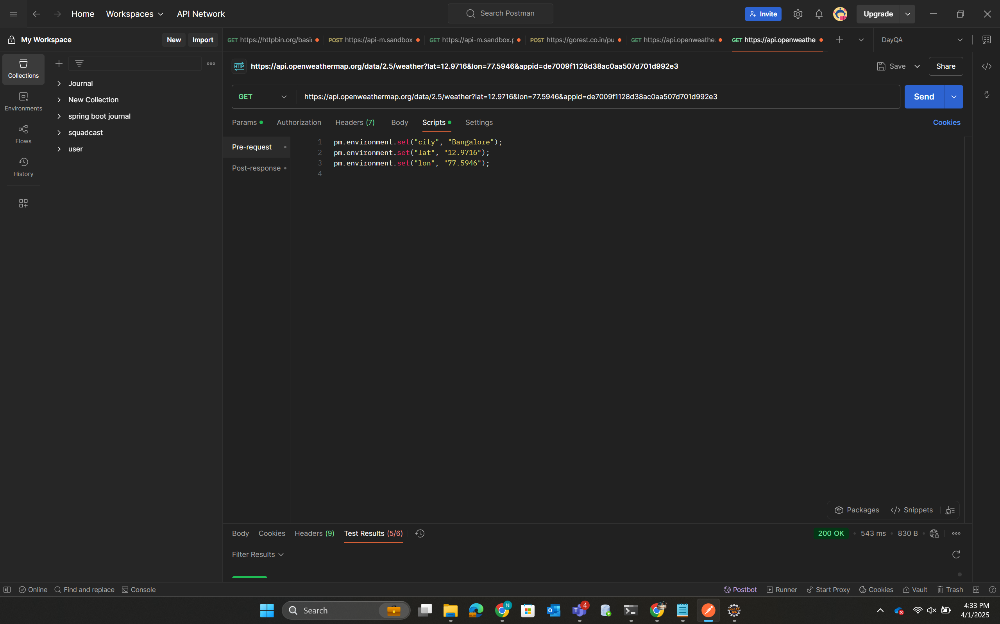 Home Workspaces API Network
Search Postman
Invite Upgrade
My Workspace New Import
GET https://httpbin.org/basic POST https://api-m.sandbox GET https://api-m.sandbox.p POST https://gorest.co.in/pu GET https://api.openweathe. GET https://api.openweathe. DayQA
HTTP https://api.openweathermap.org/data/2.5/weather?lat=12.9716&lon=77.5946&appid=de7009f1128d38ac0aa507d701d992e3 Save Share
GET https://api.openweathermap.org/data/2.5/weather?lat=12.9716&lon=77.5946&appid=de7009f1128d38ac0aa507d701d992e3 Send
Collections
Environments
Flows
History
Journal
New Collection
spring boot journal
squadcast
user
Params Authorization Headers (7) Body Scripts Settings Cookies
Pre-request
Post-response
1 pm.environment.set("city", "Bangalore");
2 pm.environment.set("lat", "12.9716");
3 pm.environment.set("lon", "77.5946");
4
Packages Snippets
Body Cookies Headers (9) Test Results (5/6) 200 OK 543 ms 830 B
Filter Results
Online Find and replace Console Postbot Runner Start Proxy Cookies Vault Trash
Search N 4
4:33 PM
4/1/2025